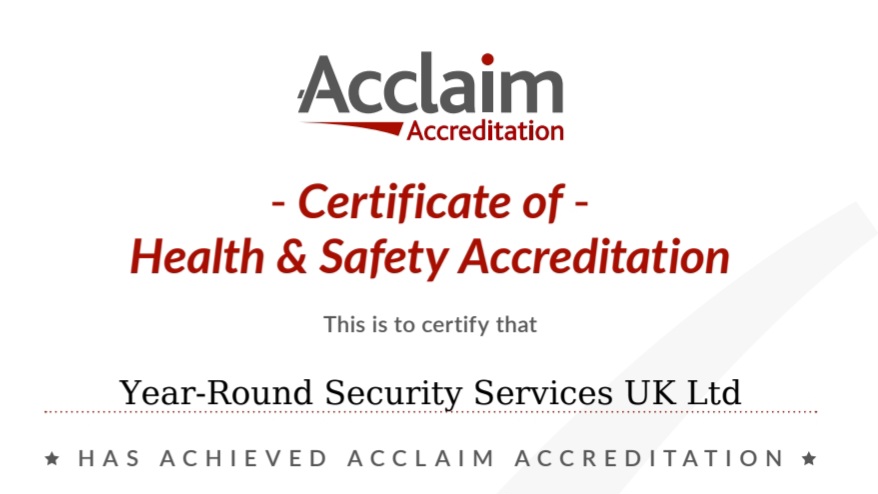 Acclaim
Accreditation
- Certificate of -
Health & Safety Accreditation
This is to certify that
Year-Round Security Services UK Ltd
★ HAS ACHIEVED ACCLAIM ACCREDITATION ★